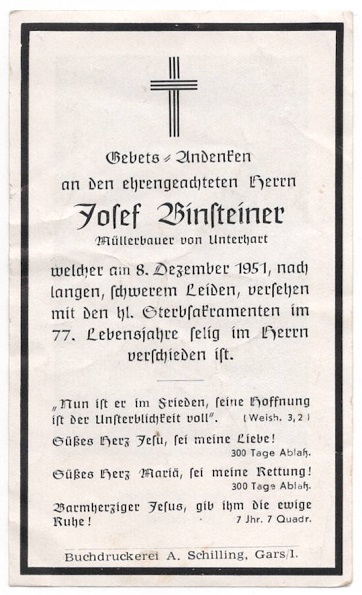 Gebets-Andenken
an den ehrengeachteten Herrn
Josef Binsteiner
Müllerbauer von Unterhart
welcher am 8. Dezember 1951, nach
langen, schwerem Leiden, versehen
mit den hl. Sterbsakramenten im
77. Lebensjahre selig im Herrn
verschieden ist.
„Nun ist er im Frieden, seine Hoffnung
ist der Unsterblichkeit voll". (Weish. 3,2)
Süßes Herz Jesu, sei meine Liebe!
300 Tage Ablaß.
Süßes Herz Mariä, sei meine Rettung!
300 Tage Ablaß.
Barmherziger Jesus, gib ihm die ewige
Ruhe! 7 Jhr. 7 Quadr.
Buchdruckerei A. Schilling, Gars/I.